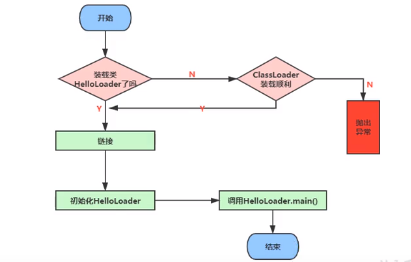 开始
装载类
HelloLoader了吗
N
ClassLoader
装载顺利
N
Y
Y
抛出
异常
链接
初始化HelloLoader
调用HelloLoader.main()
结束